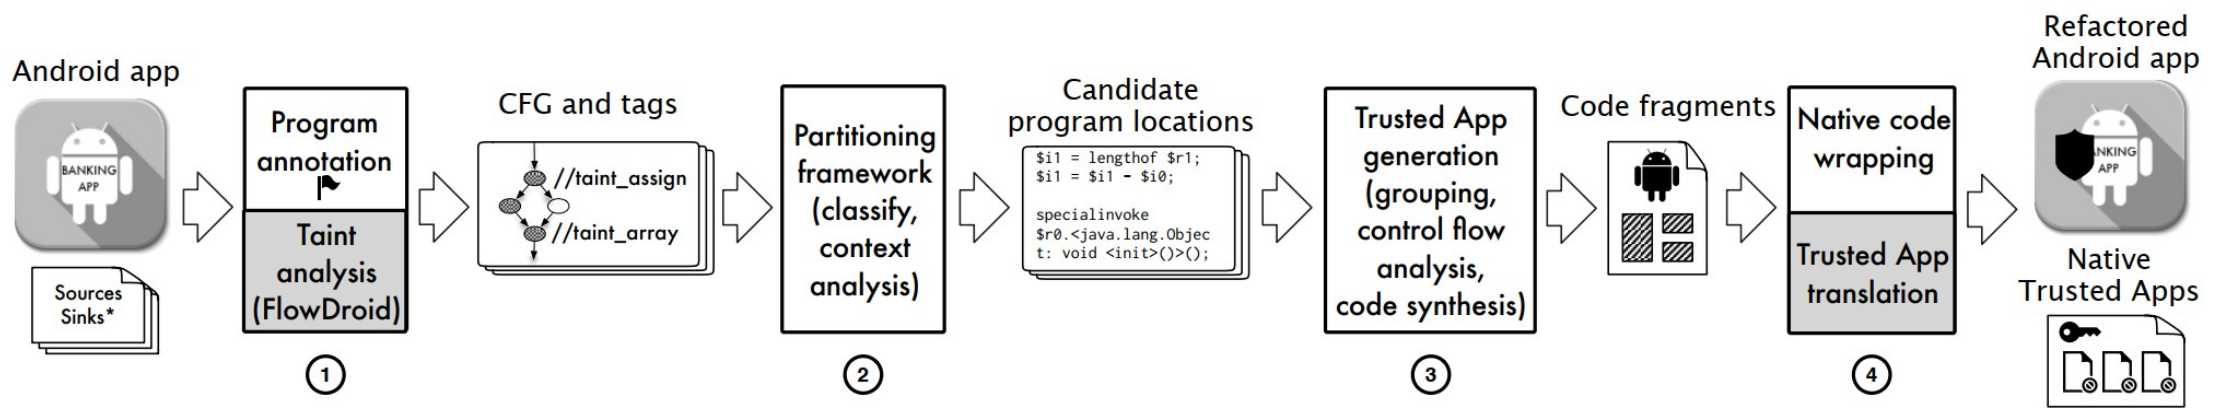 Android app
BANKING
APP
Sources
Sinks*
Program
annotation
Taint
analysis
(FlowDroid)
1
CFG and tags
//taint_assign
//taint_array
Partitioning
framework
(classify,
context
analysis)
2
Candidate
program locations
$i1 = lengthof $r1;
$i1 = $i1 - $i0;
specialinvoke
$r0.<java.lang.Objec
t: void <init>()>();
Trusted App
generation
(grouping,
control flow
analysis,
code synthesis)
3
Code fragments
Native code
wrapping
Trusted App
translation
4
Refactored
Android app
NKING
APP
Native
Trusted Apps